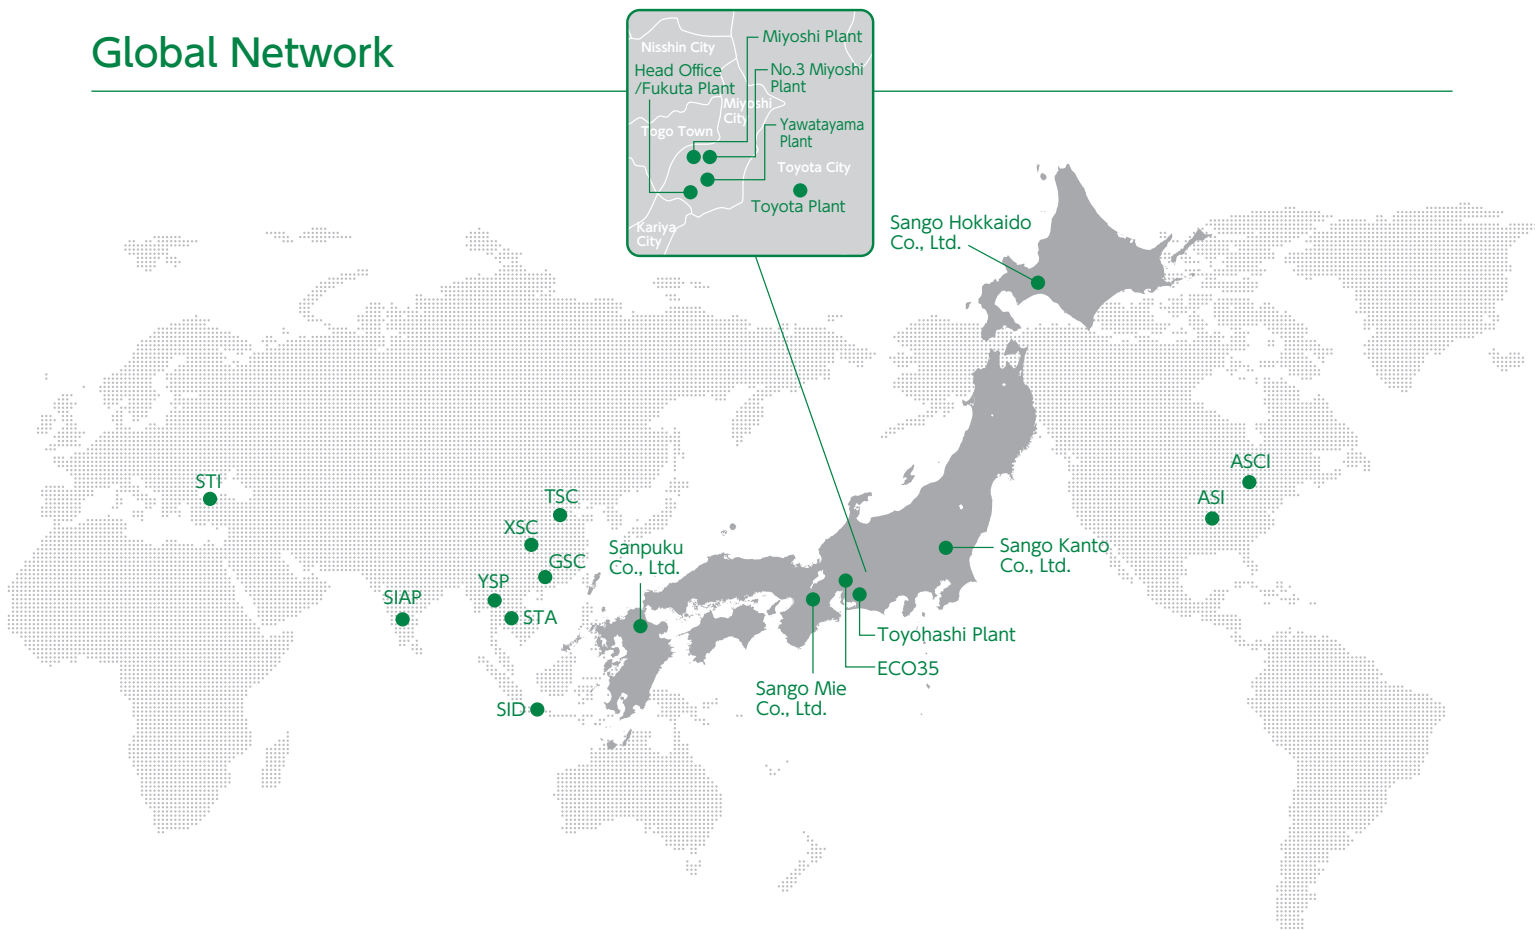 Global Network
Nisshin City
Miyoshi Plant
Head Office
/Fukuta Plant
No.3 Miyoshi
Plant
Miyoshi
City
Togo Town
Yawatayama
Plant
Toyota City
Toyota Plant
Kariya
City
Sango Hokkaido
Co., Ltd.
STI
TSC
XSC
GSC
YSP
SIAP
STA
SID
Sanpuku
Co., Ltd.
ASCI
ASI
Sango Kanto
Co., Ltd.
Toyohashi Plant
ECO35
Sango Mie
Co., Ltd.